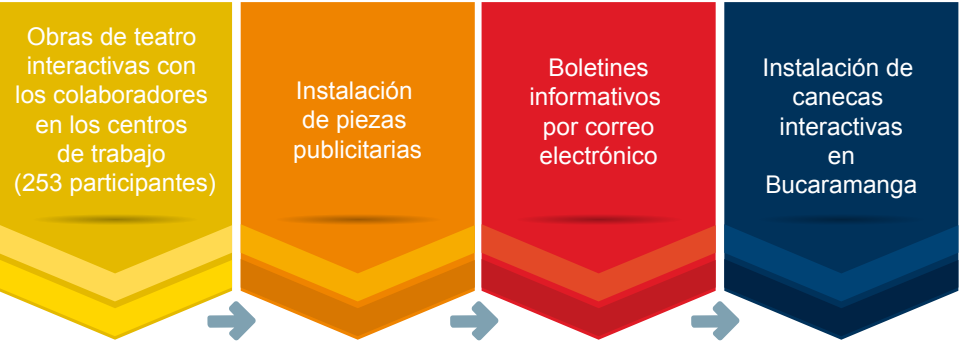 Obras de teatro
interactivas con
los colaboradores
en los centros
de trabajo
(253 participantes)
Instalación
de piezas
publicitarias
Boletines
informativos
por correo
electrónico
Instalación de
canecas
interactivas
en
Bucaramanga